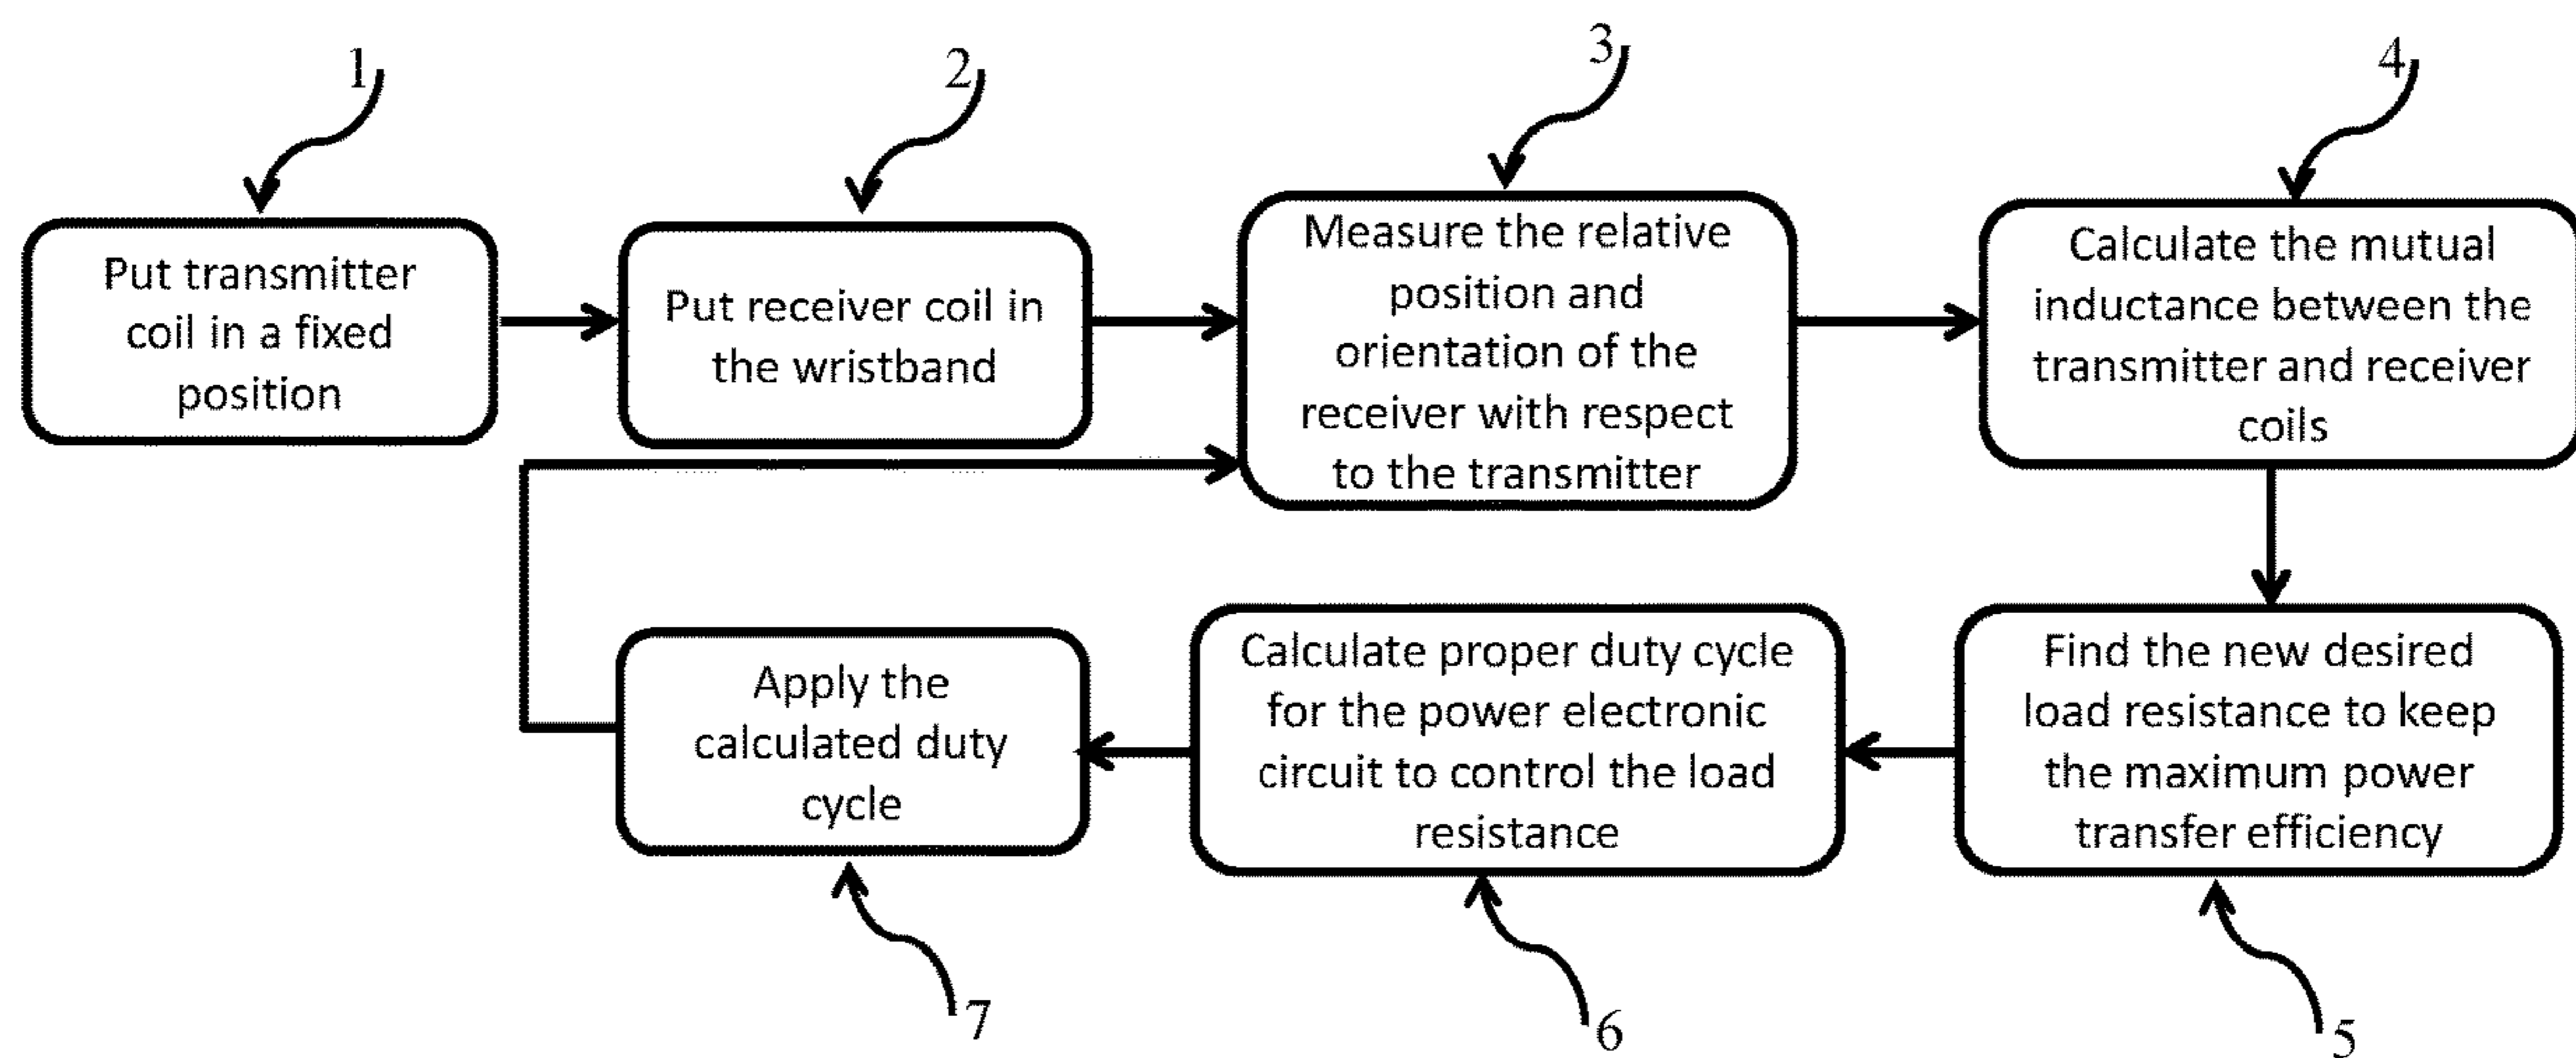 1
Put transmitter
coil in a fixed
position
2
Put receiver coil in
the wristband
3
Measure the relative
position and
orientation of the
receiver with respect
to the transmitter
4
Calculate the mutual
inductance between the
transmitter and receiver
coils
Find the new desired
load resistance to keep
the maximum power
transfer efficiency
5
Calculate proper duty cycle
for the power electronic
circuit to control the load
resistance
6
Apply the
calculated duty
cycle
7